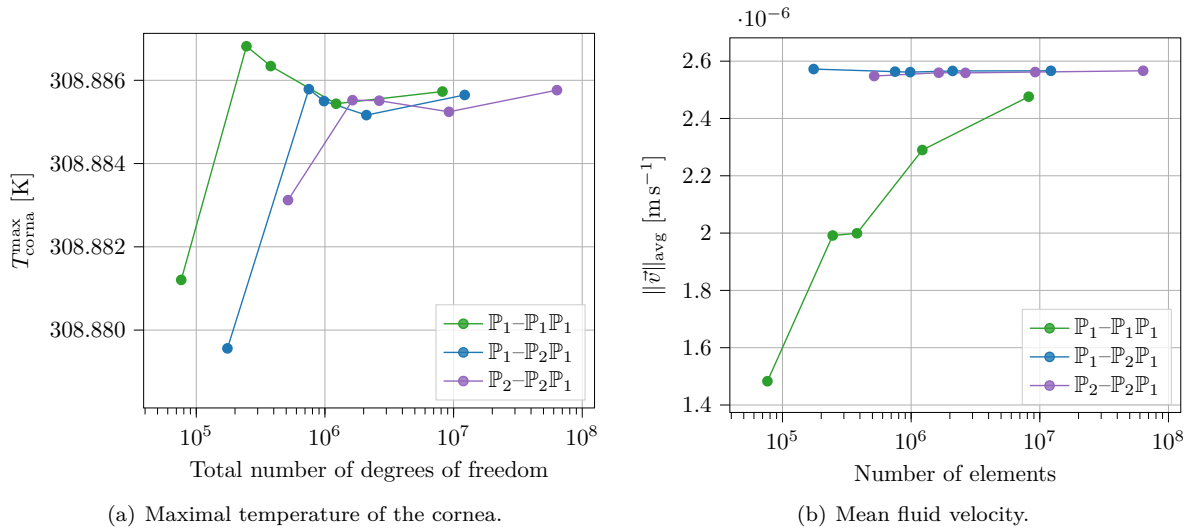 308.886
308.884
308.882
308.880
T^max_corna [K]
10^5
10^6
10^7
10^8
Total number of degrees of freedom
ℙ₁–ℙ₁ℙ₁
ℙ₁–ℙ₂ℙ₁
ℙ₂–ℙ₂ℙ₁
(a) Maximal temperature of the cornea.
·10^−6
2.6
2.4
2.2
2
1.8
1.6
1.4
‖v⃗‖_avg [m s^−1]
10^5
10^6
10^7
10^8
Number of elements
ℙ₁–ℙ₁ℙ₁
ℙ₁–ℙ₂ℙ₁
ℙ₂–ℙ₂ℙ₁
(b) Mean fluid velocity.